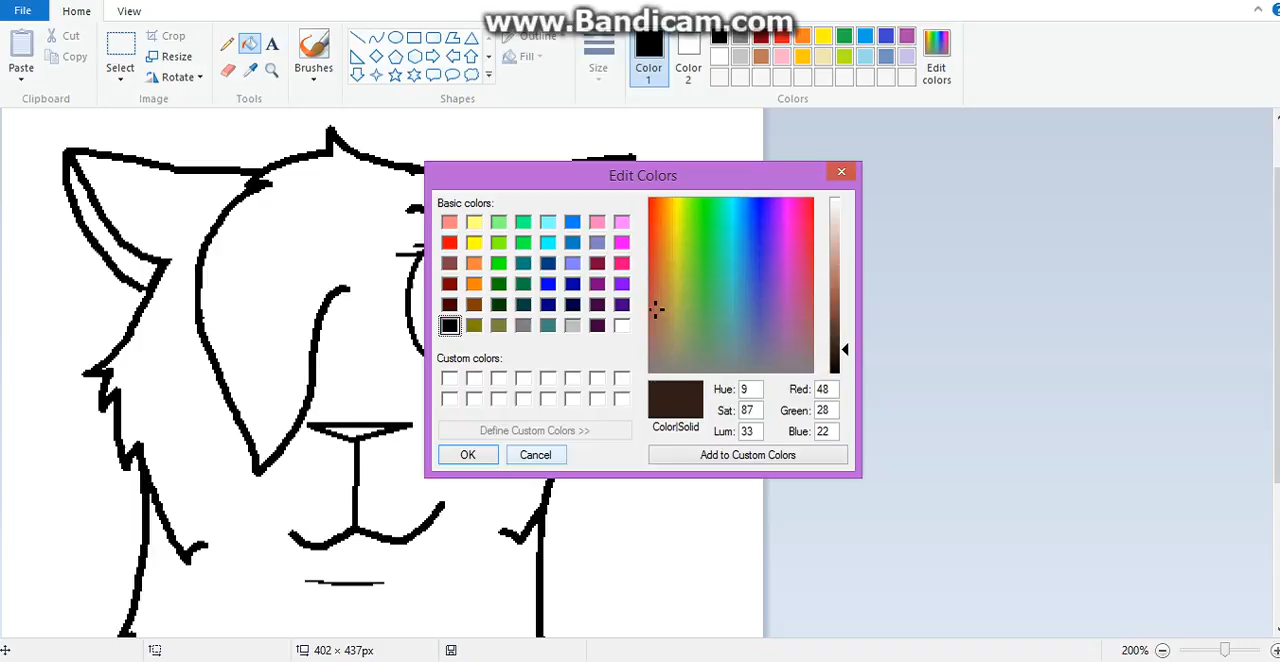 File Home View
www.Bandicam.com
Paste
Cut
Copy
Clipboard
Select
Crop
Resize
Rotate
Image
A
Tools
Brushes
Shapes
Outline
Fill
Size
Color 1
Color 2
Edit colors
Colors
Edit Colors
Basic colors:
Custom colors:
Define Custom Colors >>
OK Cancel
Color|Solid
Hue: 9 Red: 48
Sat: 87 Green: 28
Lum: 33 Blue: 22
Add to Custom Colors
402 × 437px
200%